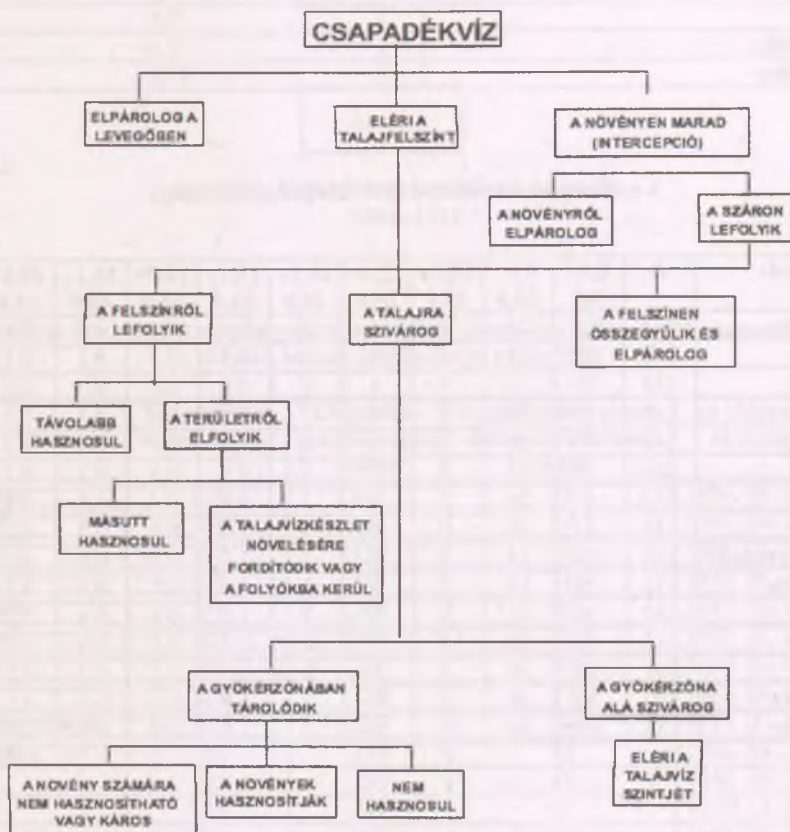 CSAPADÉKVÍZ
ELPÁROLOG A
LEVEGŐBEN
ELÉRI A
TALAJFELSZÍNT
A NÖVÉNYEN MARAD
(INTERCEPCIÓ)
A NÖVÉNYRŐL
ELPÁROLOG
A SZÁRON
LEFOLYIK
A FELSZÍNRŐL
LEFOLYIK
A TALAJRA
SZIVÁROG
A FELSZÍNEN
ÖSSZEGYŰLIK ÉS
ELPÁROLOG
TÁVOLABB
HASZNOSUL
A TERÜLETRŐL
ELFOLYIK
MÁSUTT
HASZNOSUL
A TALAJVÍZKÉSZLET
NÖVELÉSÉRE
FORDÍTÓDIK VAGY
A FOLYÓKBA KERÜL
A GYÖKÉRZÓNÁBAN
TÁROLÓDIK
A GYÖKÉRZÓNA
ALÁ SZIVÁROG
A NÖVÉNY SZÁMÁRA
NEM HASZNOSÍTHATÓ
VAGY KÁROS
A NÖVÉNYEK
HASZNOSÍTJÁK
NEM
HASZNOSUL
ELÉRI A
TALAJVÍZ
SZINTJÉT